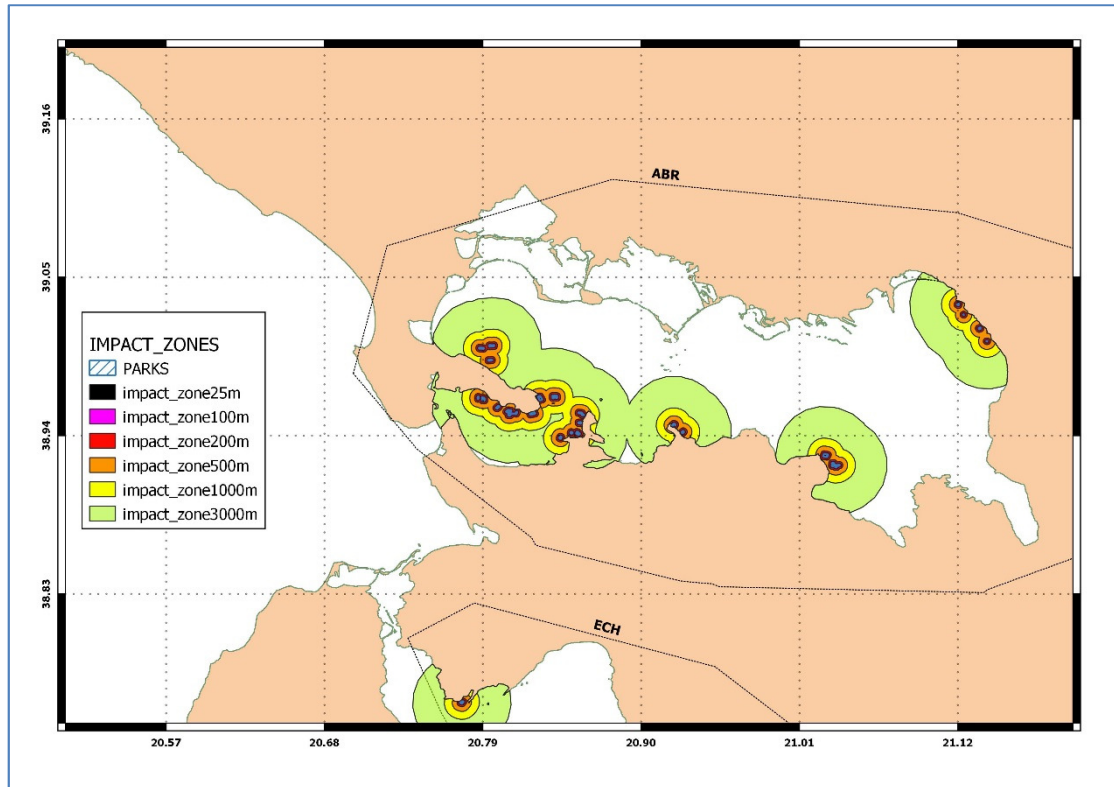 39.16
39.05
38.94
38.83
ABR
ECH
IMPACT_ZONES
PARKS
impact_zone25m
impact_zone100m
impact_zone200m
impact_zone500m
impact_zone1000m
impact_zone3000m
20.57
20.68
20.79
20.90
21.01
21.12